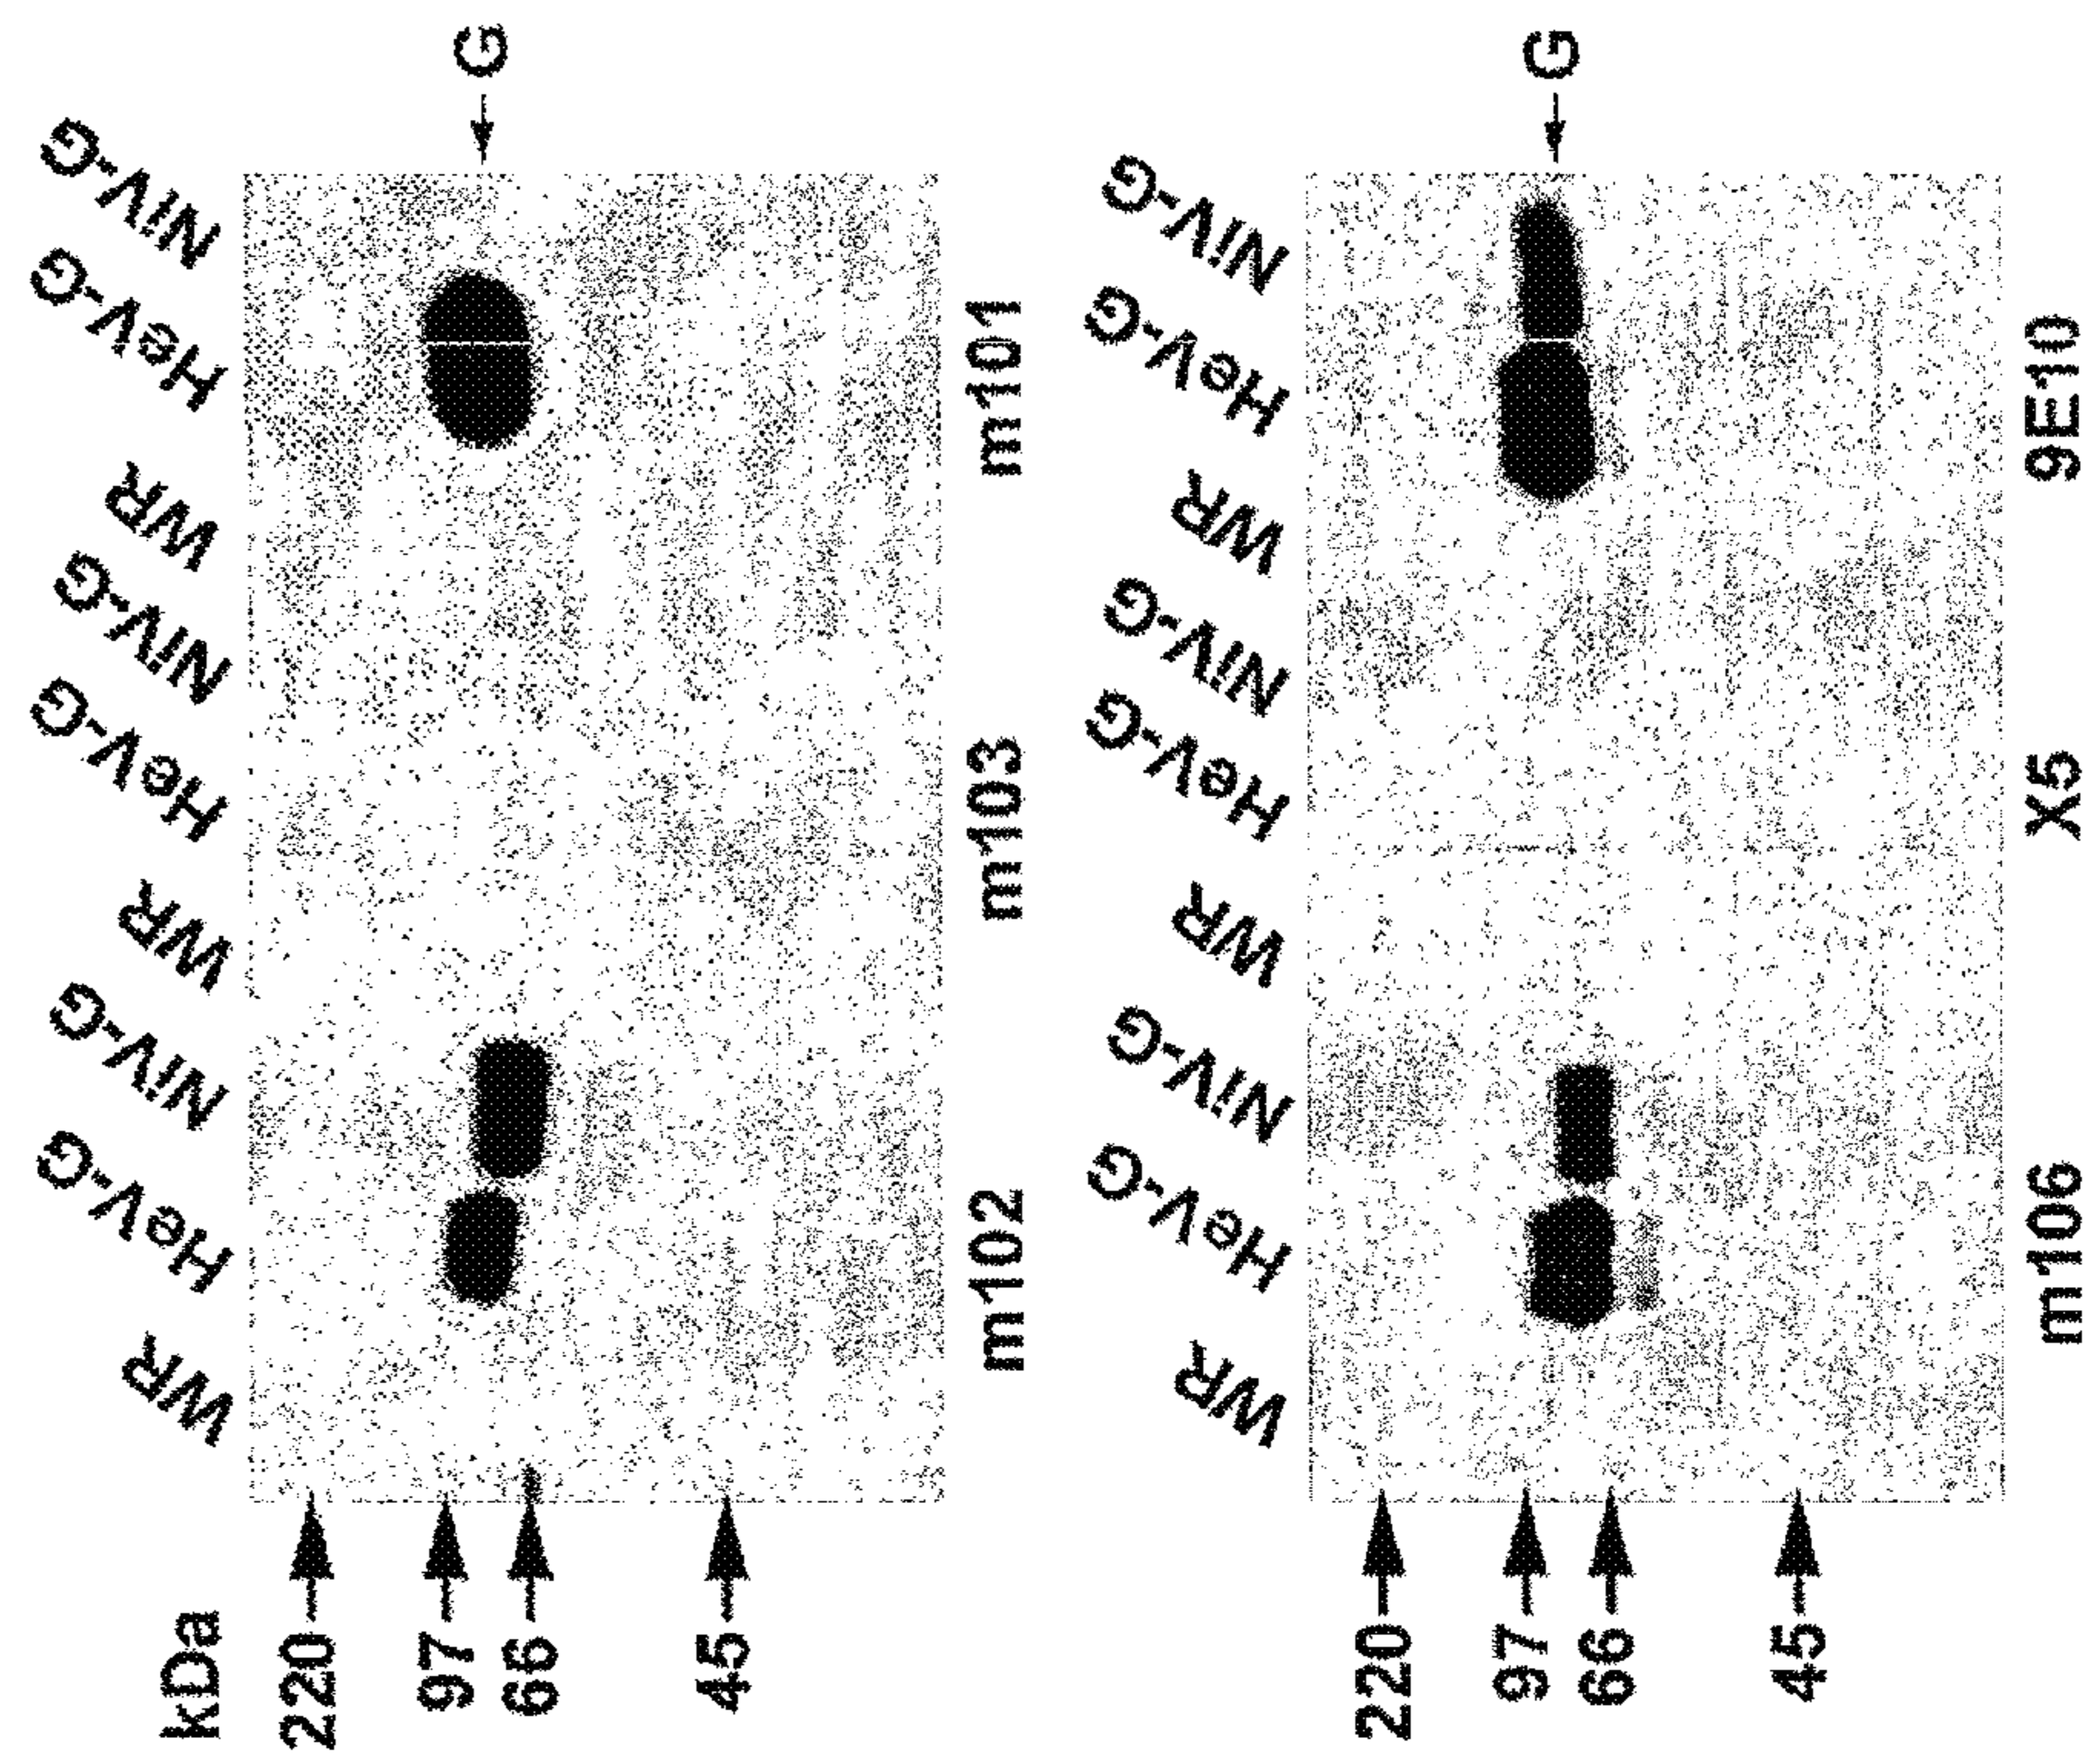 kDa
WR HeV-G NiV-G WR HeV-G NiV-G WR HeV-G NiV-G
220
97
66
45
G
m102 m103 m101
WR HeV-G NiV-G WR HeV-G NiV-G WR HeV-G NiV-G
220
97
66
45
G
m106 X5 9E10